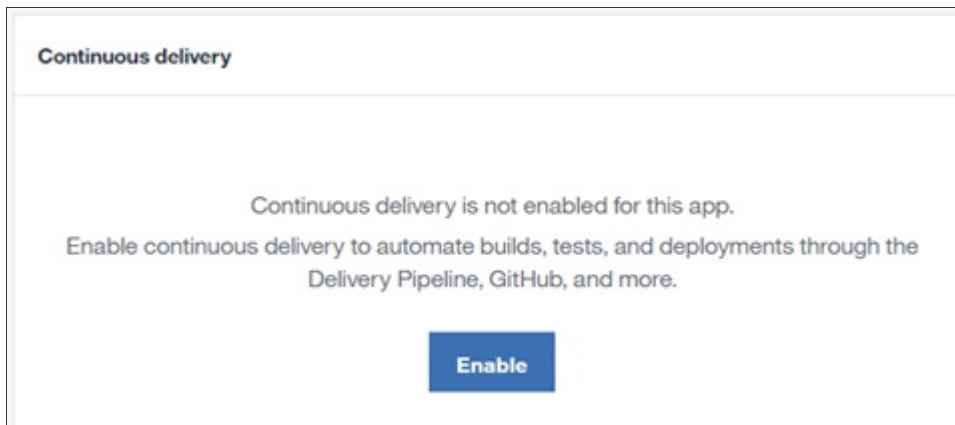 Continuous delivery
Continuous delivery is not enabled for this app.
Enable continuous delivery to automate builds, tests, and deployments through the
Delivery Pipeline, GitHub, and more.
Enable